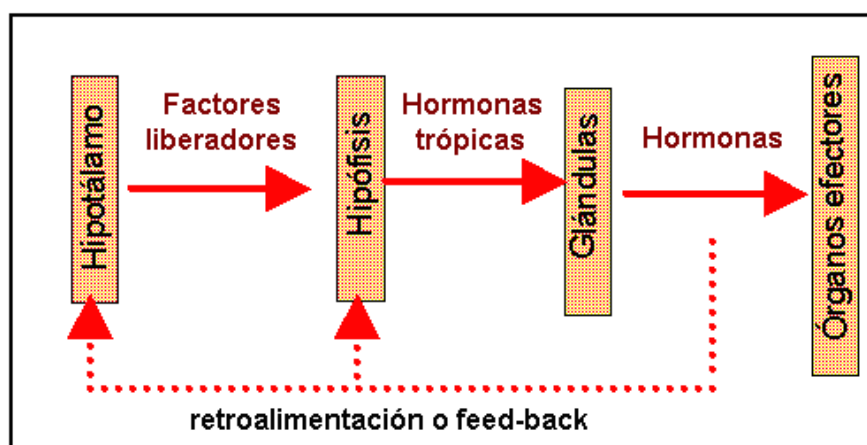 Hipotálamo
Factores
liberadores
Hipófisis
Hormonas
trópicas
Glándulas
Hormonas
Órganos efectores
retroalimentación o feed-back